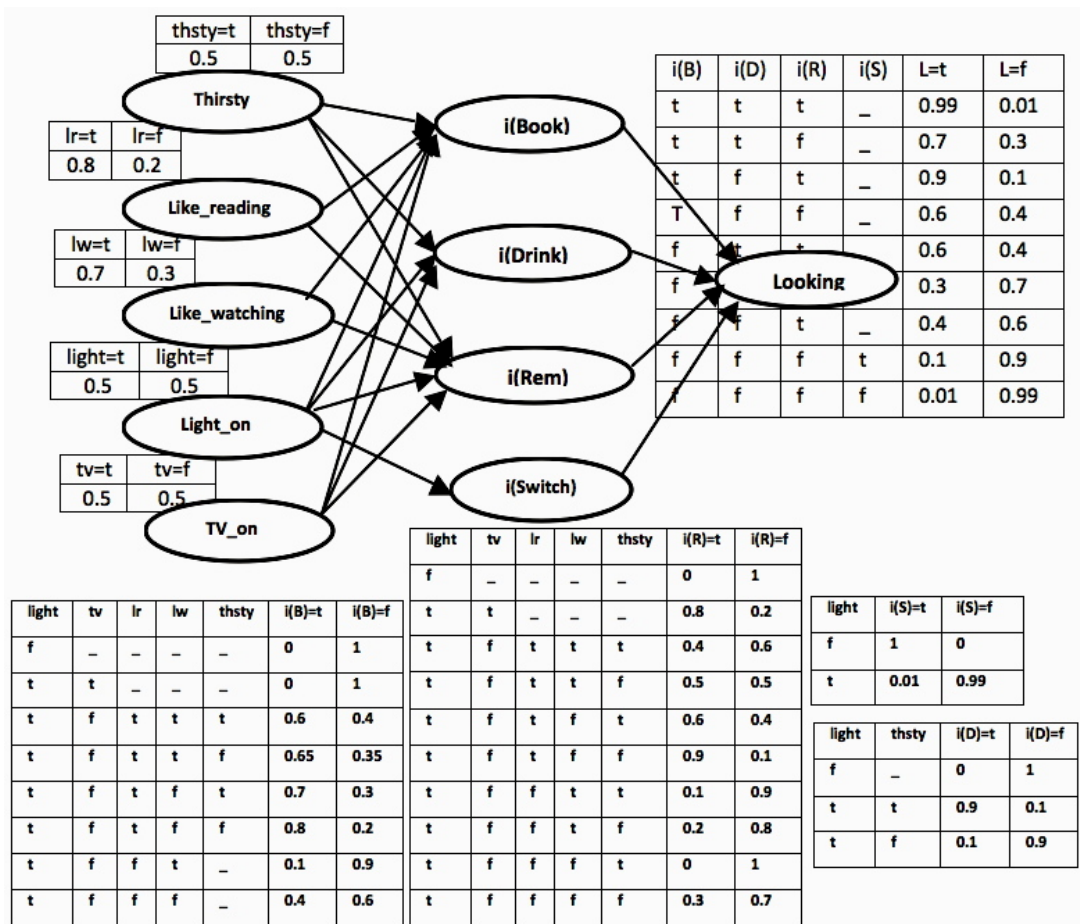 thsty=t thsty=f
0.5 0.5
Thirsty
lr=t lr=f
0.8 0.2
Like_reading
lw=t lw=f
0.7 0.3
Like_watching
light=t light=f
0.5 0.5
Light_on
tv=t tv=f
0.5 0.5
TV_on
i(Book)
i(Drink)
i(Rem)
i(Switch)
Looking
i(B) i(D) i(R) i(S) L=t L=f
t t t _ 0.99 0.01
t t f _ 0.7 0.3
t f t _ 0.9 0.1
T f f _ 0.6 0.4
f t t 0.6 0.4
f 0.3 0.7
f f t _ 0.4 0.6
f f f t 0.1 0.9
f f f f 0.01 0.99
light tv lr lw thsty i(B)=t i(B)=f
f _ _ _ _ 0 1
t t _ _ _ 0 1
t f t t t 0.6 0.4
t f t t f 0.65 0.35
t f t f t 0.7 0.3
t f t f f 0.8 0.2
t f f t _ 0.1 0.9
t f f f _ 0.4 0.6
light tv lr lw thsty i(R)=t i(R)=f
f _ _ _ _ 0 1
t t _ _ _ 0.8 0.2
t f t t t 0.4 0.6
t f t t f 0.5 0.5
t f t f t 0.6 0.4
t f t f f 0.9 0.1
t f f t t 0.1 0.9
t f f t f 0.2 0.8
t f f f t 0 1
t f f f f 0.3 0.7
light i(S)=t i(S)=f
f 1 0
t 0.01 0.99
light thsty i(D)=t i(D)=f
f _ 0 1
t t 0.9 0.1
t f 0.1 0.9